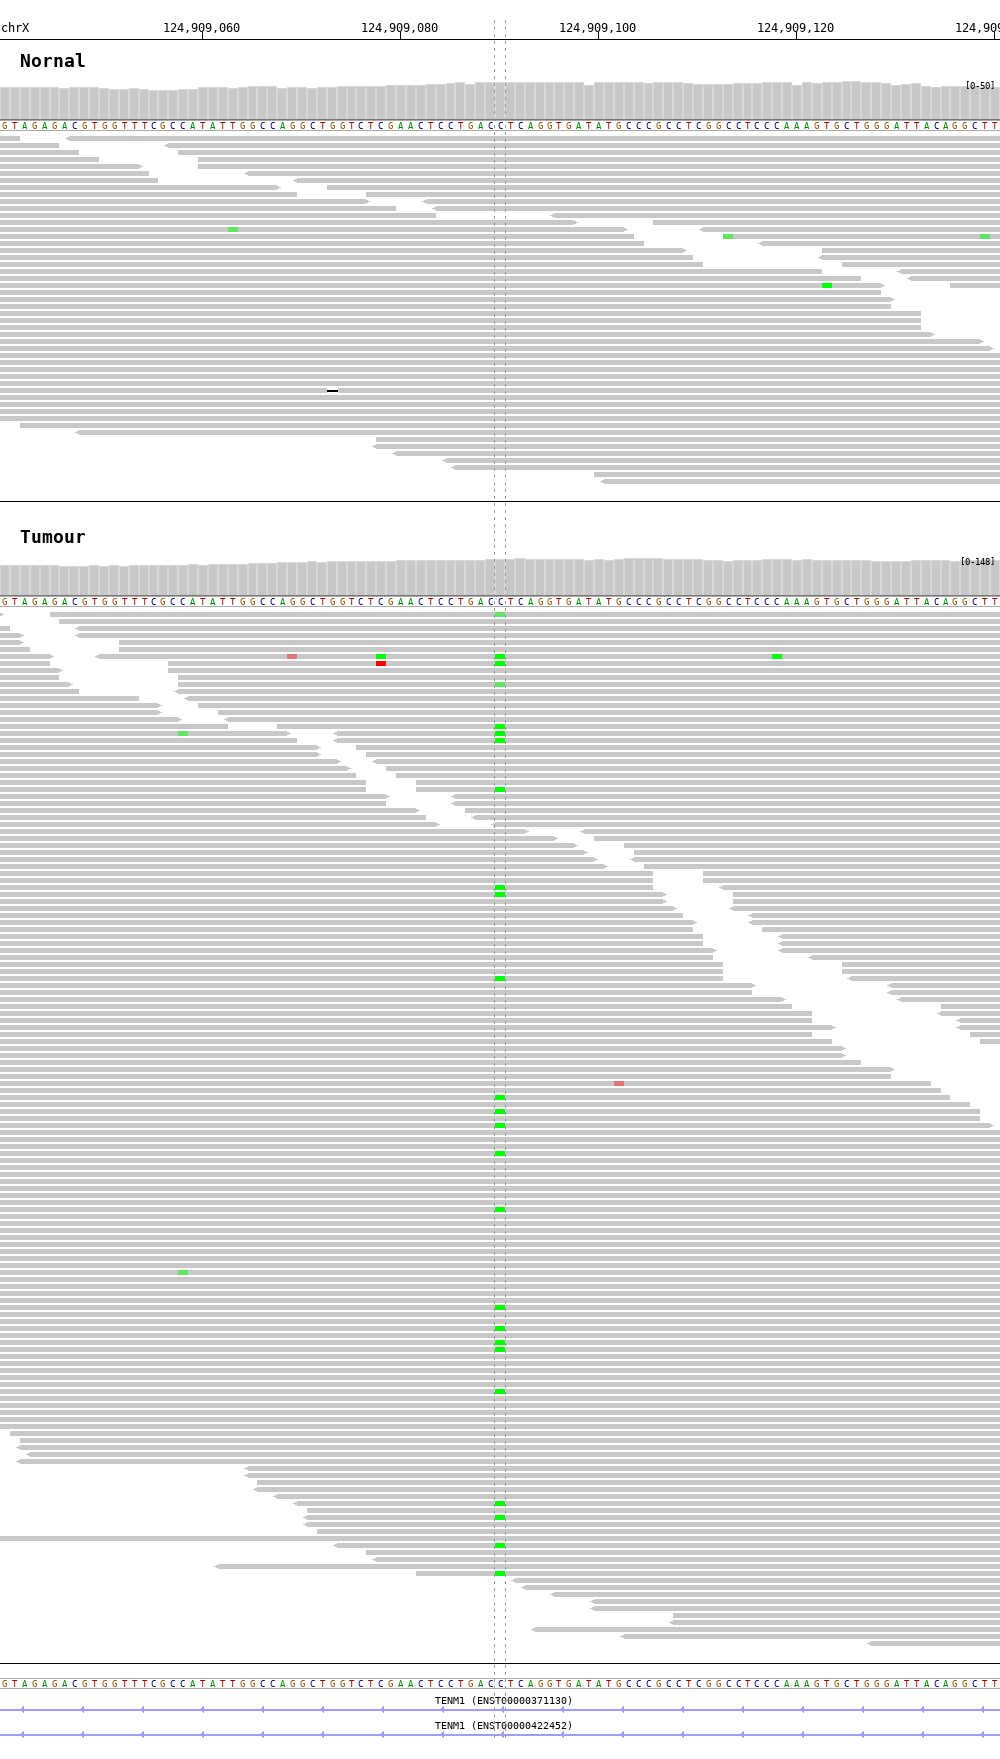 chrX 124,909,060 124,909,080 124,909,100 124,909,120 124,909
Nornal
[0-50]
GTAGAGACGTGGTTTCGCCATATTGGCCAGGCTGGTCTCGAACTCCTGACCTCAGGTGATATGCCCGCCTCGGCCTCCCAAAGTGCTGGGATTACAGGCTT
Tumour
[0-148]
GTAGAGACGTGGTTTCGCCATATTGGCCAGGCTGGTCTCGAACTCCTGACCTCAGGTGATATGCCCGCCTCGGCCTCCCAAAGTGCTGGGATTACAGGCTT
GTAGAGACGTGGTTTCGCCATATTGGCCAGGCTGGTCTCGAACTCCTGACCTCAGGTGATATGCCCGCCTCGGCCTCCCAAAGTGCTGGGATTACAGGCTT
TENM1 (ENST00000371130)
TENM1 (ENST00000422452)